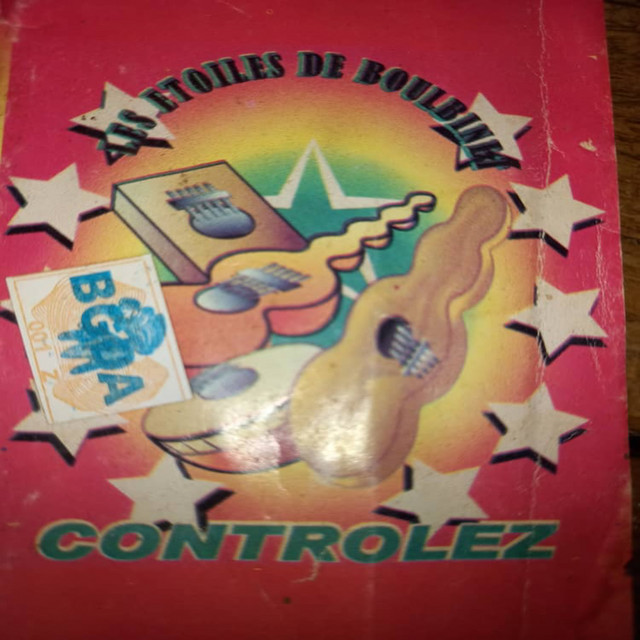 LES ETOILES DE BOULBINET
BGDA
CONTROLEZ